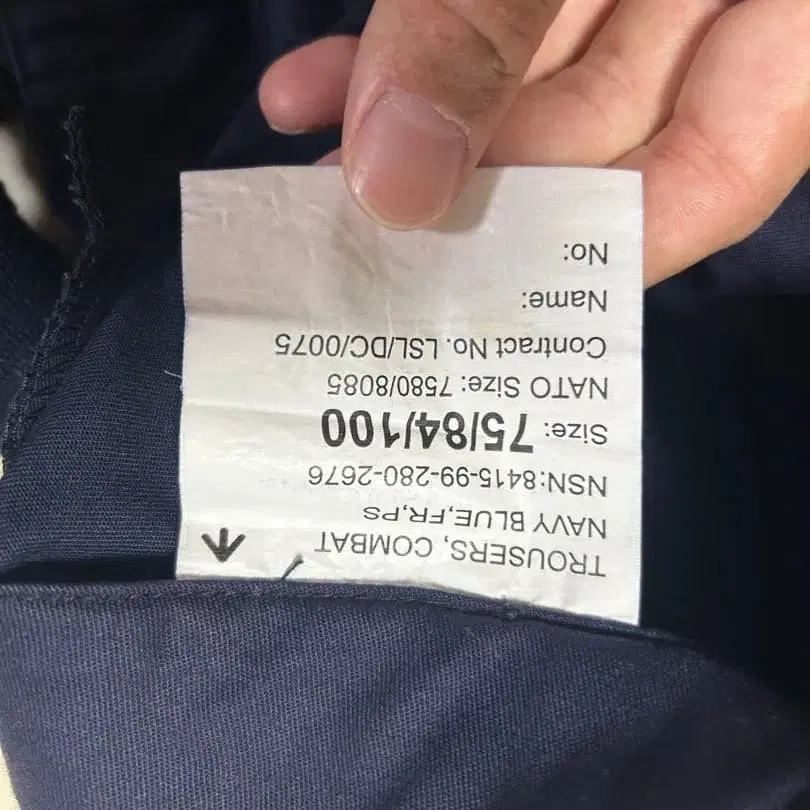 TROUSERS, COMBAT
NAVY BLUE,FR,PS
NSN:8415-99-280-2676
Size: 75/84/100
NATO Size: 7580/8085
Contract No. LSL/DC/0075
Name:
No: